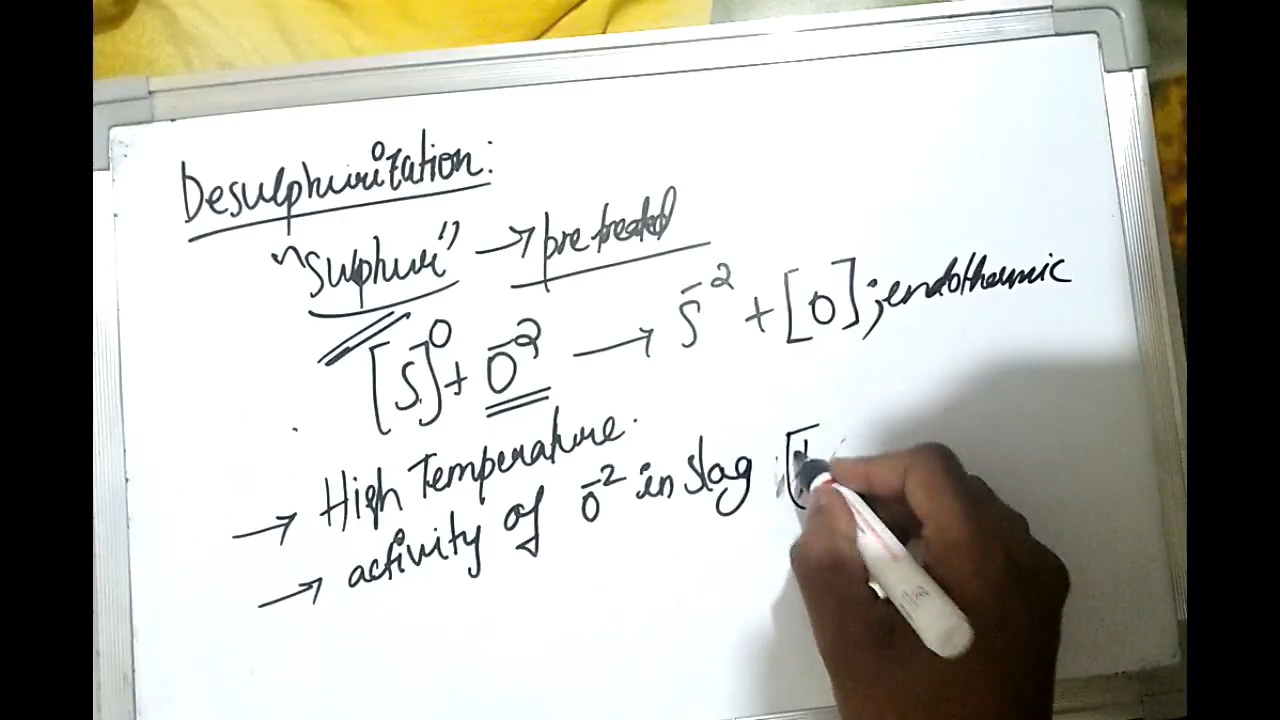 Desulphurization:
"Sulphur" → pretreated
[S]⁰ + O⁻² → S⁻² + [O]; endothermic
→ High Temperature.
→ activity of O⁻² in slag [